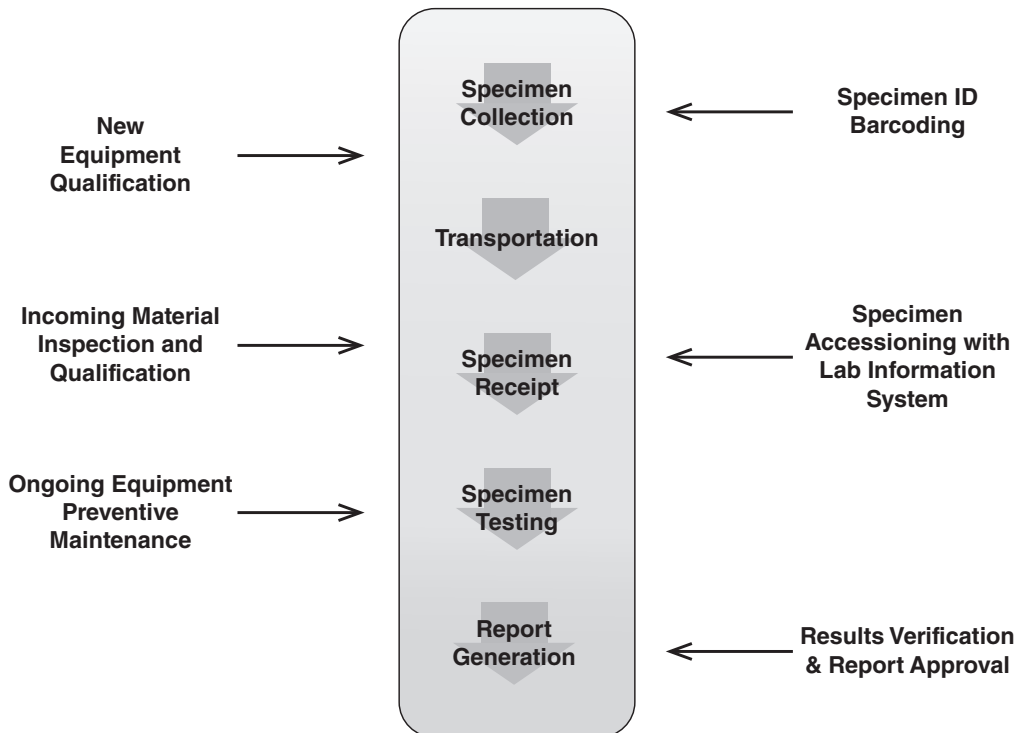 Specimen
Collection
Transportation
Specimen
Receipt
Specimen
Testing
Report
Generation
New
Equipment
Qualification
Incoming Material
Inspection and
Qualification
Ongoing Equipment
Preventive
Maintenance
Specimen ID
Barcoding
Specimen
Accessioning with
Lab Information
System
Results Verification
& Report Approval